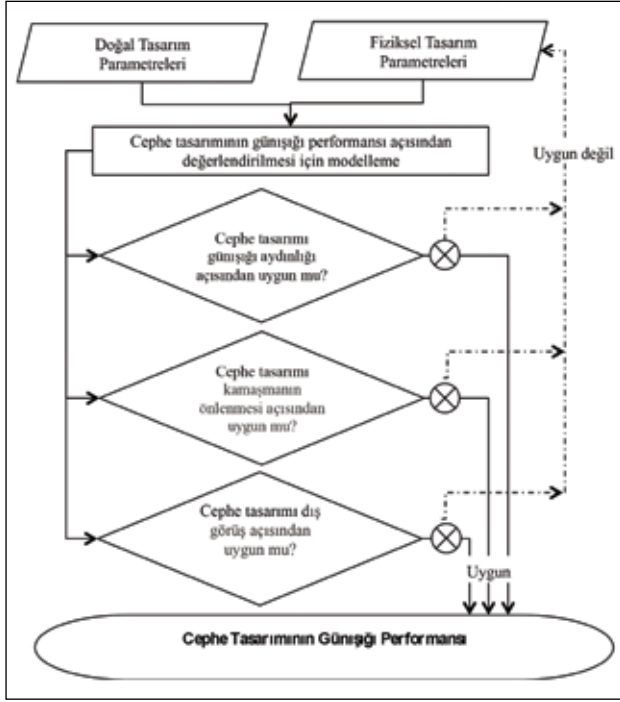 Doğal Tasarım
Parametreleri
Fiziksel Tasarım
Parametreleri
Cephe tasarımının günışığı performansı açısından
değerlendirilmesi için modelleme
Uygun değil
Cephe tasarımı
günışığı aydınlığı
açısından uygun mu?
Cephe tasarımı
kamaşmanın
önlenmesi açısından
uygun mu?
Cephe tasarımı dış
görüş açısından
uygun mu?
Uygun
Cephe Tasarımının Günışığı Performansı